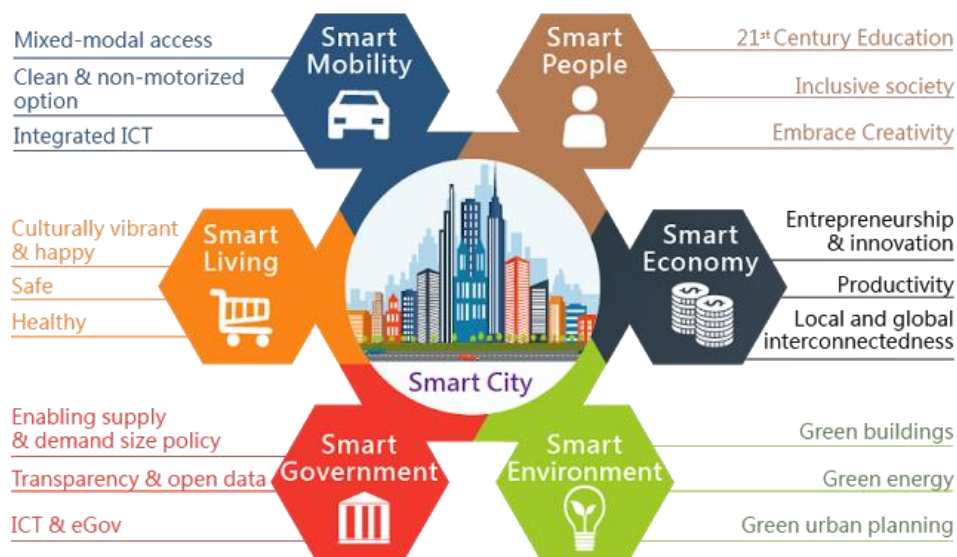 Smart
Mobility
Mixed-modal access
Clean & non-motorized
option
Integrated ICT
Smart
People
21st Century Education
Inclusive society
Embrace Creativity
Smart
Living
Culturally vibrant
& happy
Safe
Healthy
Smart City
Smart
Economy
Entrepreneurship
& innovation
Productivity
Local and global
interconnectedness
Smart
Government
Enabling supply
& demand size policy
Transparency & open data
ICT & eGov
Smart
Environment
Green buildings
Green energy
Green urban planning